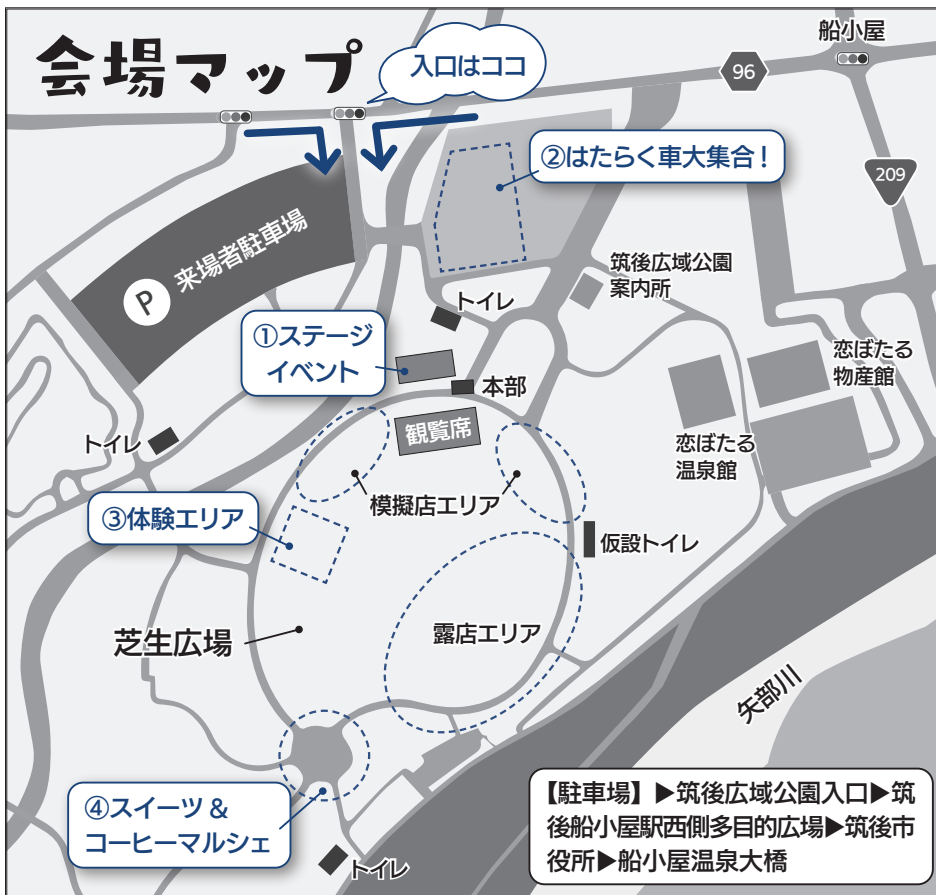 会場マップ
入口はココ
船小屋
96
②はたらく車大集合！
209
P 来場者駐車場
筑後広域公園
案内所
トイレ
①ステージ
イベント
恋ぼたる
物産館
本部
観覧席
トイレ
恋ぼたる
温泉館
模擬店エリア
③体験エリア
仮設トイレ
露店エリア
芝生広場
矢部川
④スイーツ &
コーヒーマルシェ
トイレ
【駐車場】▶筑後広域公園入口▶筑
後船小屋駅西側多目的広場▶筑後市
役所▶船小屋温泉大橋